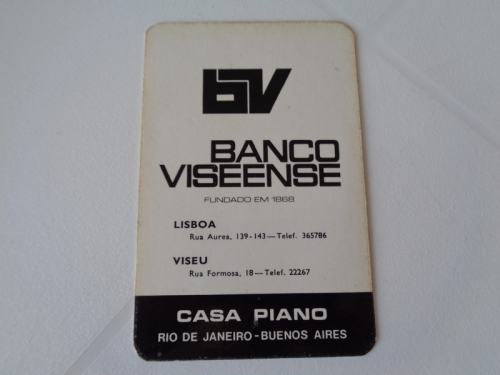 bv
BANCO
VISEENSE
FUNDADO EM 1868
LISBOA
Rua Aurea, 139-143—Telef. 365786
VISEU
Rua Formosa, 18—Telef. 22267
CASA PIANO
RIO DE JANEIRO-BUENOS AIRES